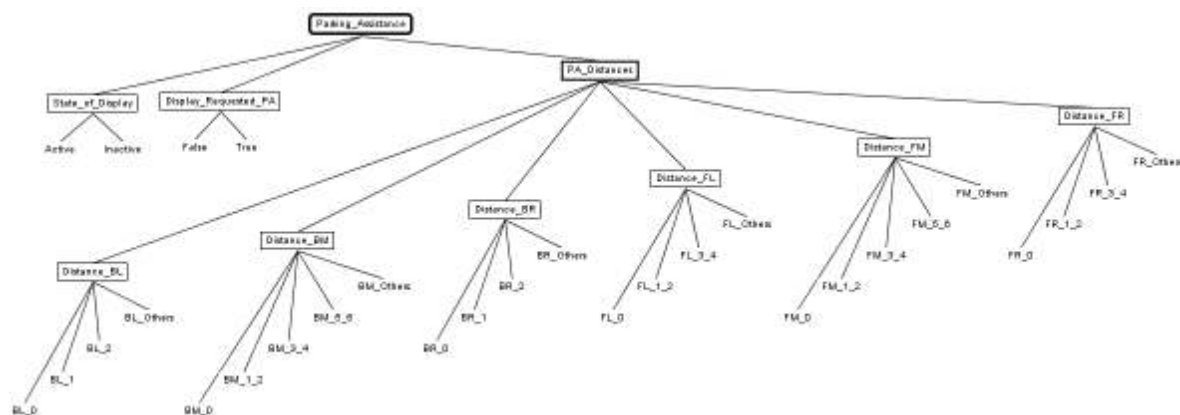 Parking_Assistance
PA_Distances
State_of_Display
Display_Requested_PA
Active
Inactive
False
True
Distance_FR
FR_0
FR_1_2
FR_3_4
FR_Others
Distance_FM
FM_0
FM_1_2
FM_3_4
FM_5_6
FM_Others
Distance_FL
FL_0
FL_1_2
FL_3_4
FL_Others
Distance_BR
BR_0
BR_1
BR_2
BR_Others
Distance_BM
BM_0
BM_1_2
BM_3_4
BM_5_6
BM_Others
Distance_BL
BL_0
BL_1
BL_2
BL_Others